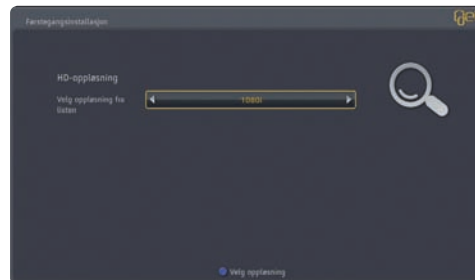 Førstegangsinstallasjon
HD-oppløsning
Velg oppløsning fra
listen
1080i
Velg oppløsning